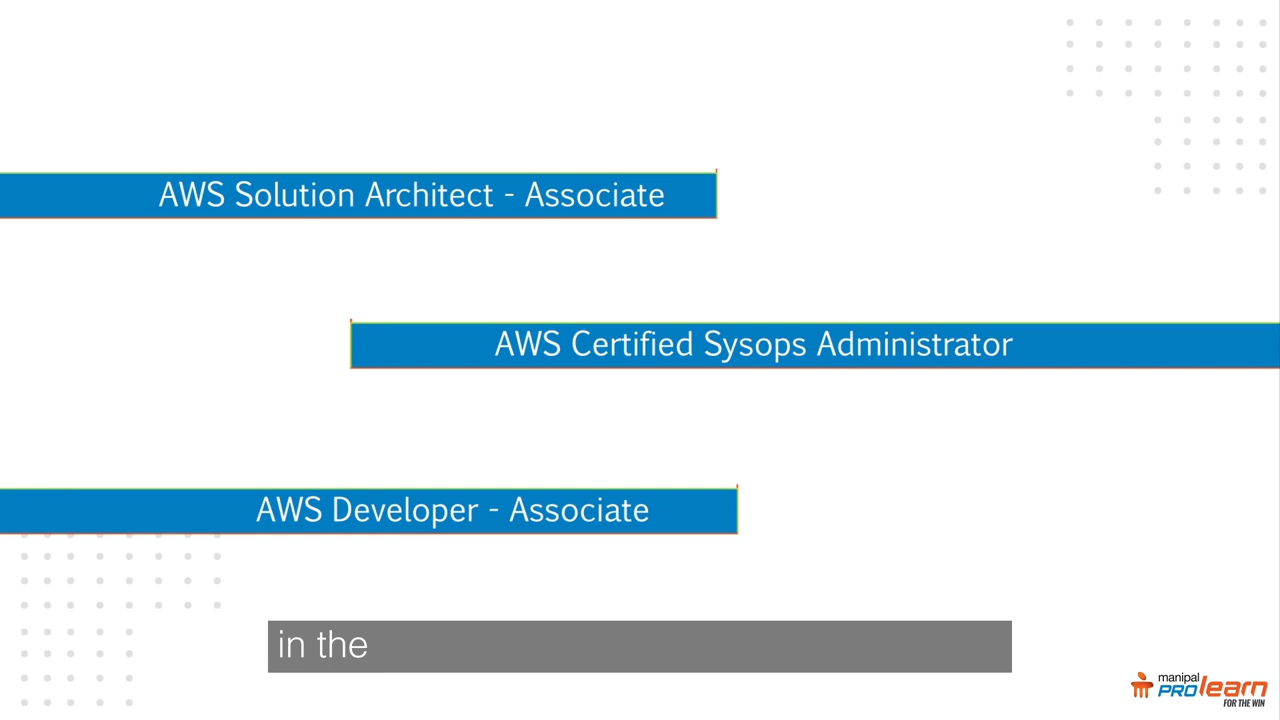 AWS Solution Architect - Associate
AWS Certified Sysops Administrator
AWS Developer - Associate
in the
manipal
PROlearn
FOR THE WIN